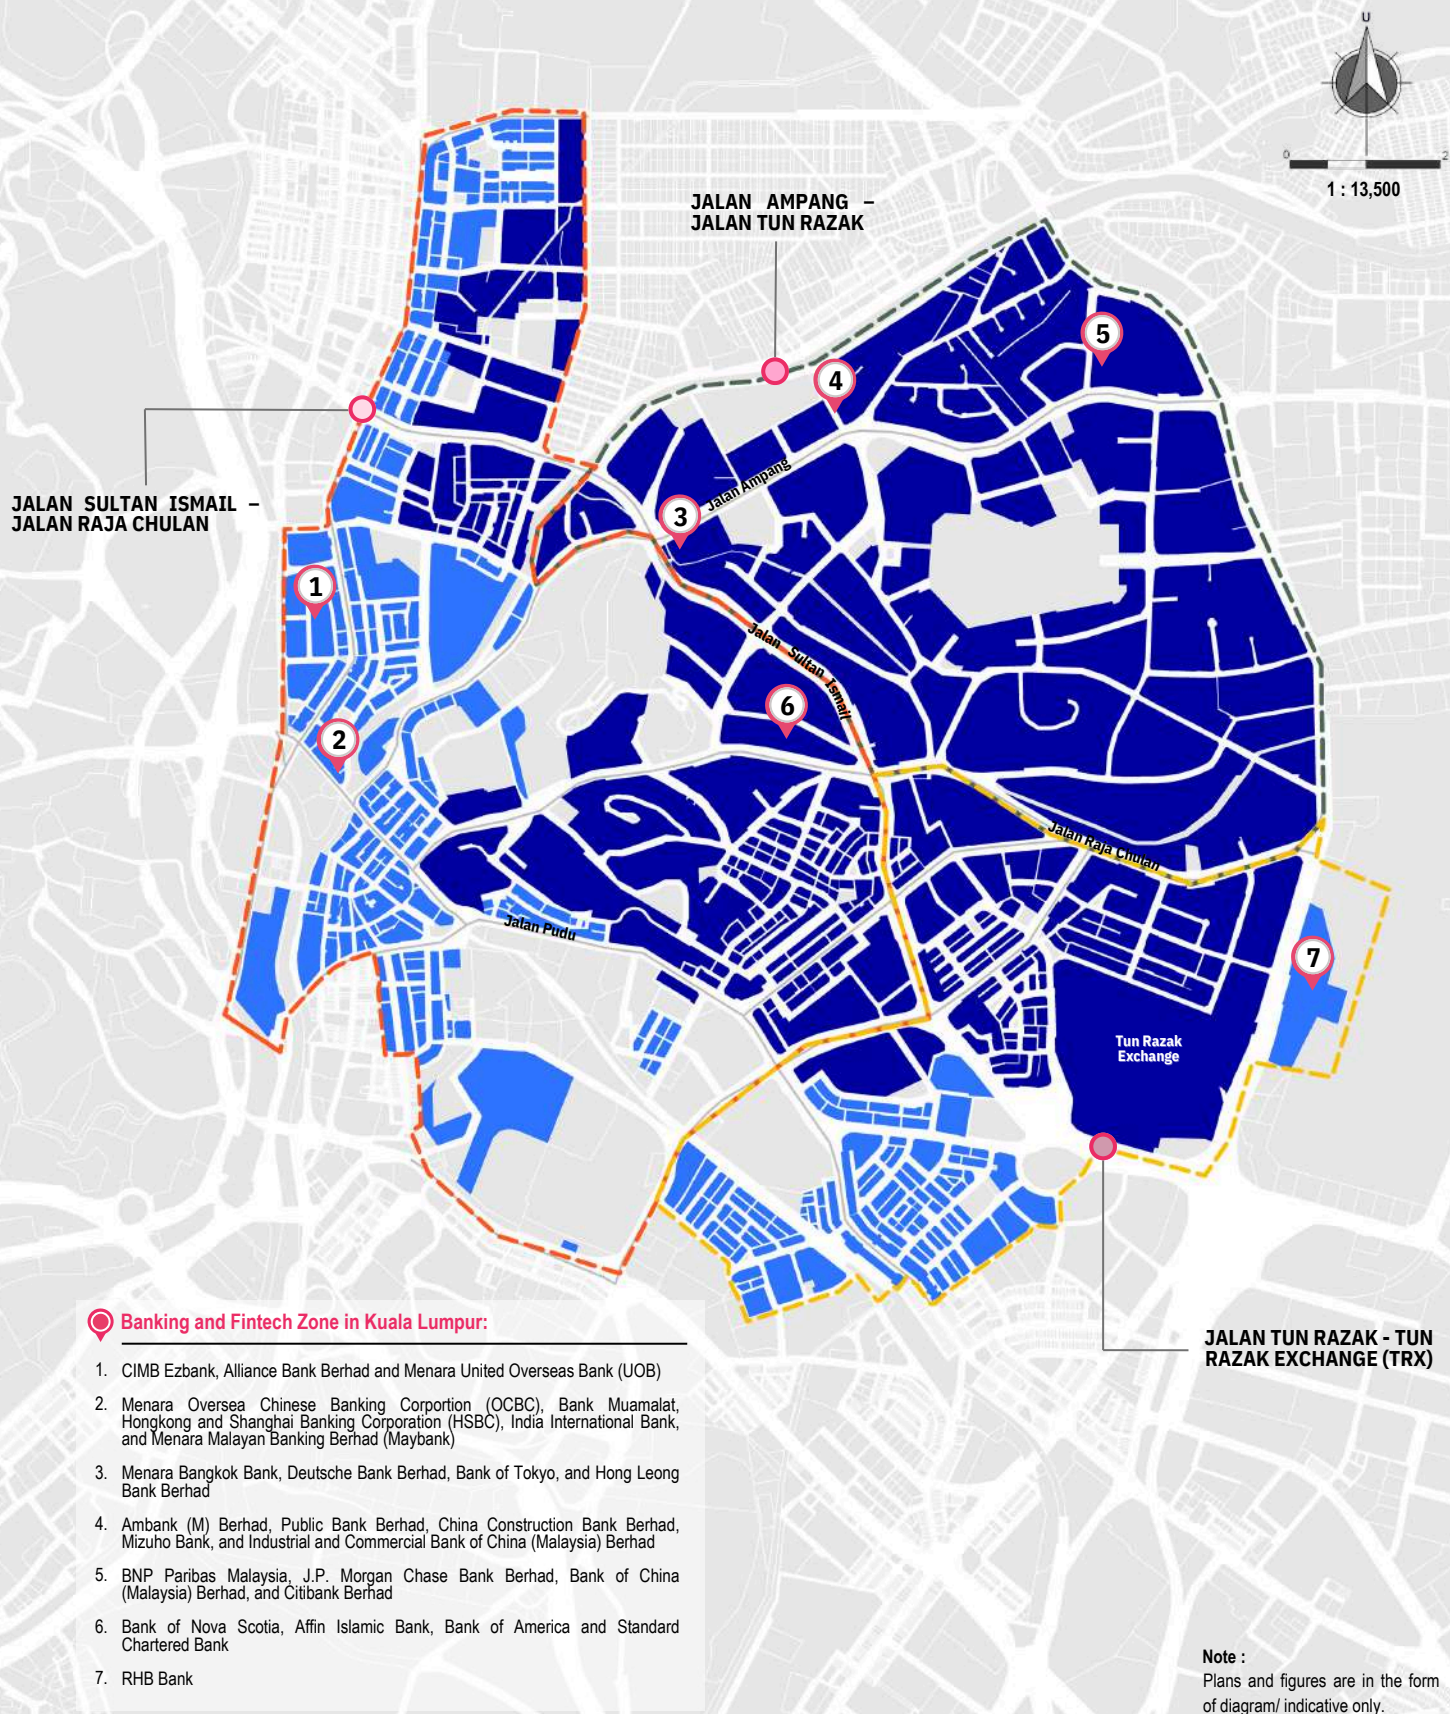 U
0
2
1 : 13,500
JALAN AMPANG –
JALAN TUN RAZAK
5
4
JALAN SULTAN ISMAIL –
JALAN RAJA CHULAN
Jalan Ampang
3
1
Jalan Sultan Ismail
6
2
Jalan Raja Chulan
Jalan Pudu
7
Tun Razak
Exchange
JALAN TUN RAZAK - TUN
RAZAK EXCHANGE (TRX)
Banking and Fintech Zone in Kuala Lumpur:
1. CIMB Ezbank, Alliance Bank Berhad and Menara United Overseas Bank (UOB)
2. Menara Oversea Chinese Banking Corportion (OCBC), Bank Muamalat,
Hongkong and Shanghai Banking Corporation (HSBC), India International Bank,
and Menara Malayan Banking Berhad (Maybank)
3. Menara Bangkok Bank, Deutsche Bank Berhad, Bank of Tokyo, and Hong Leong
Bank Berhad
4. Ambank (M) Berhad, Public Bank Berhad, China Construction Bank Berhad,
Mizuho Bank, and Industrial and Commercial Bank of China (Malaysia) Berhad
5. BNP Paribas Malaysia, J.P. Morgan Chase Bank Berhad, Bank of China
(Malaysia) Berhad, and Citibank Berhad
6. Bank of Nova Scotia, Affin Islamic Bank, Bank of America and Standard
Chartered Bank
7. RHB Bank
Note :
Plans and figures are in the form
of diagram/ indicative only.